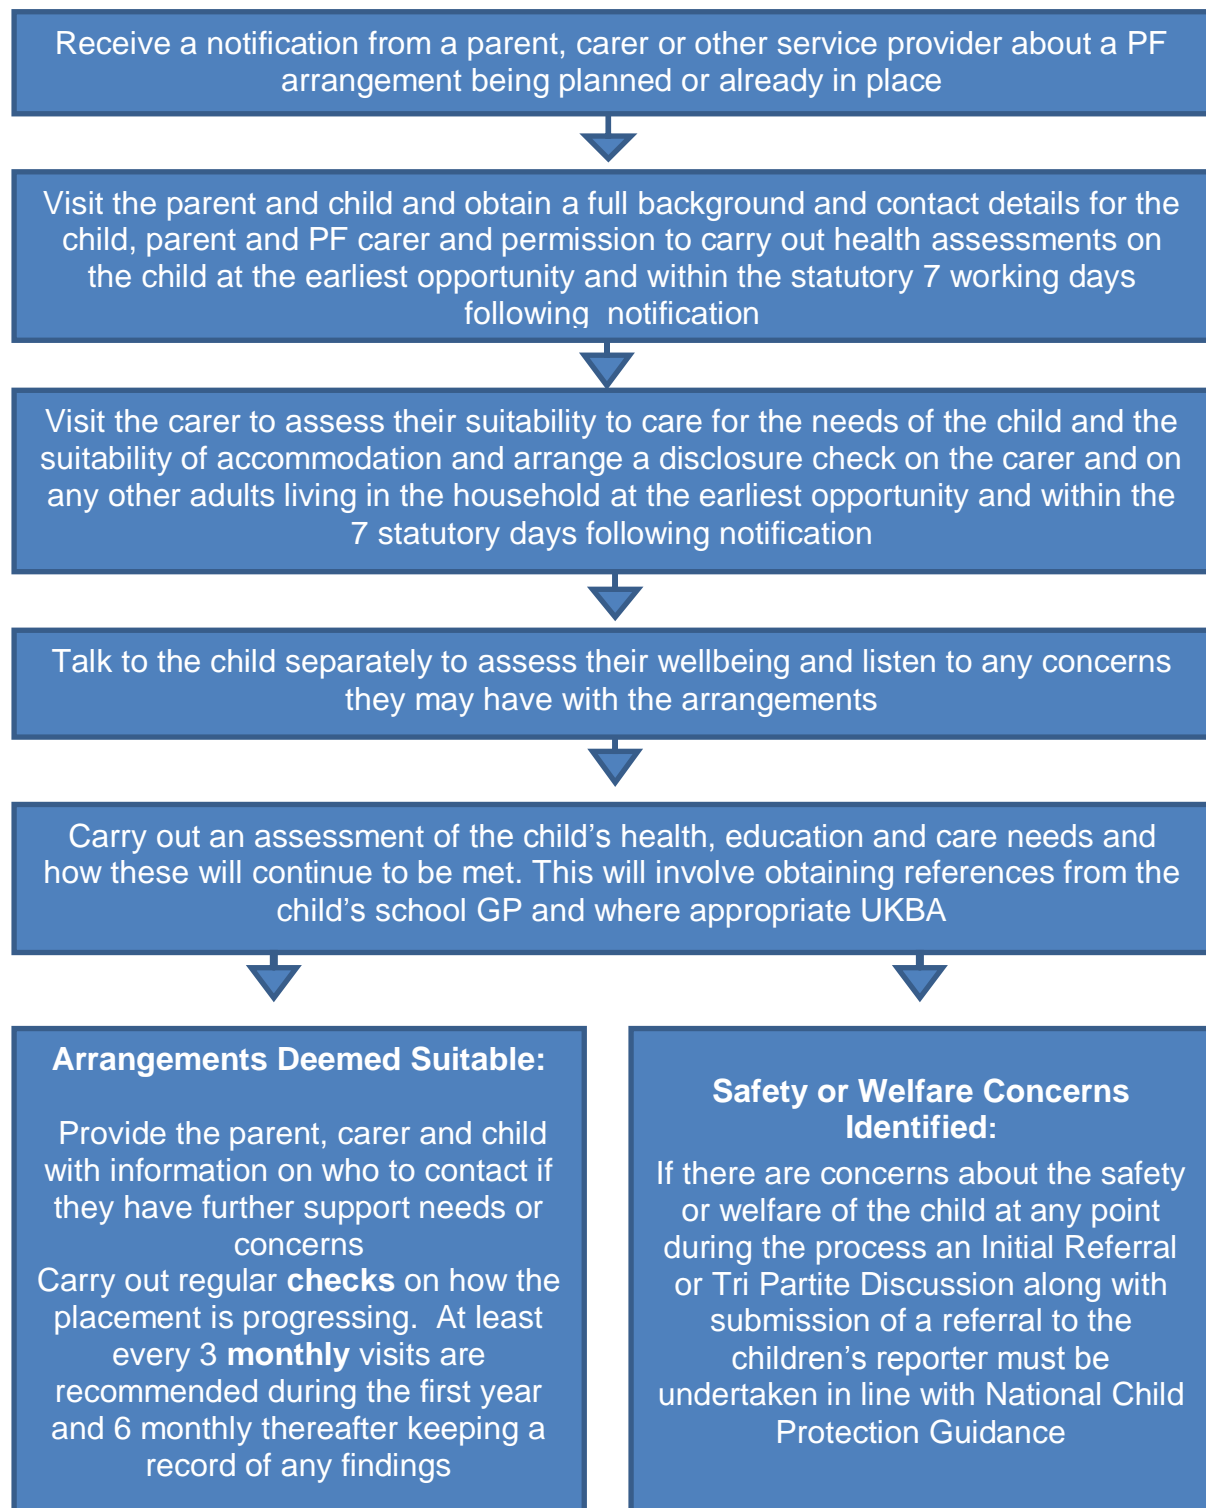 Receive a notification from a parent, carer or other service provider about a PF
arrangement being planned or already in place
Visit the parent and child and obtain a full background and contact details for the
child, parent and PF carer and permission to carry out health assessments on
the child at the earliest opportunity and within the statutory 7 working days
following  notification
Visit the carer to assess their suitability to care for the needs of the child and the
suitability of accommodation and arrange a disclosure check on the carer and on
any other adults living in the household at the earliest opportunity and within the
7 statutory days following notification
Talk to the child separately to assess their wellbeing and listen to any concerns
they may have with the arrangements
Carry out an assessment of the child’s health, education and care needs and
how these will continue to be met. This will involve obtaining references from the
child’s school GP and where appropriate UKBA
Arrangements Deemed Suitable:
Provide the parent, carer and child
with information on who to contact if
they have further support needs or
concerns
Carry out regular checks on how the
placement is progressing.  At least
every 3 monthly visits are
recommended during the first year
and 6 monthly thereafter keeping a
record of any findings
Safety or Welfare Concerns
Identified:
If there are concerns about the safety
or welfare of the child at any point
during the process an Initial Referral
or Tri Partite Discussion along with
submission of a referral to the
children’s reporter must be
undertaken in line with National Child
Protection Guidance